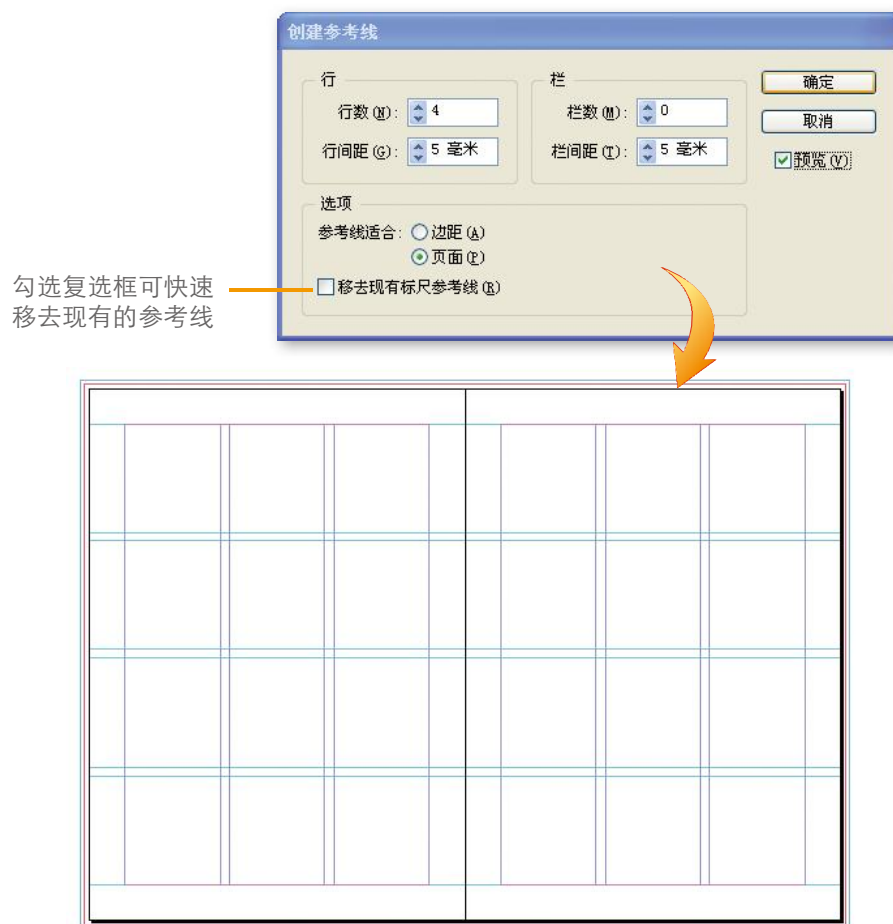 创建参考线
行
行数(N): 4
行间距(G): 5 毫米
栏
栏数(M): 0
栏间距(T): 5 毫米
确定
取消
预览(V)
选项
参考线适合: 边距(A)
页面(P)
移去现有标尺参考线(R)
勾选复选框可快速
移去现有的参考线